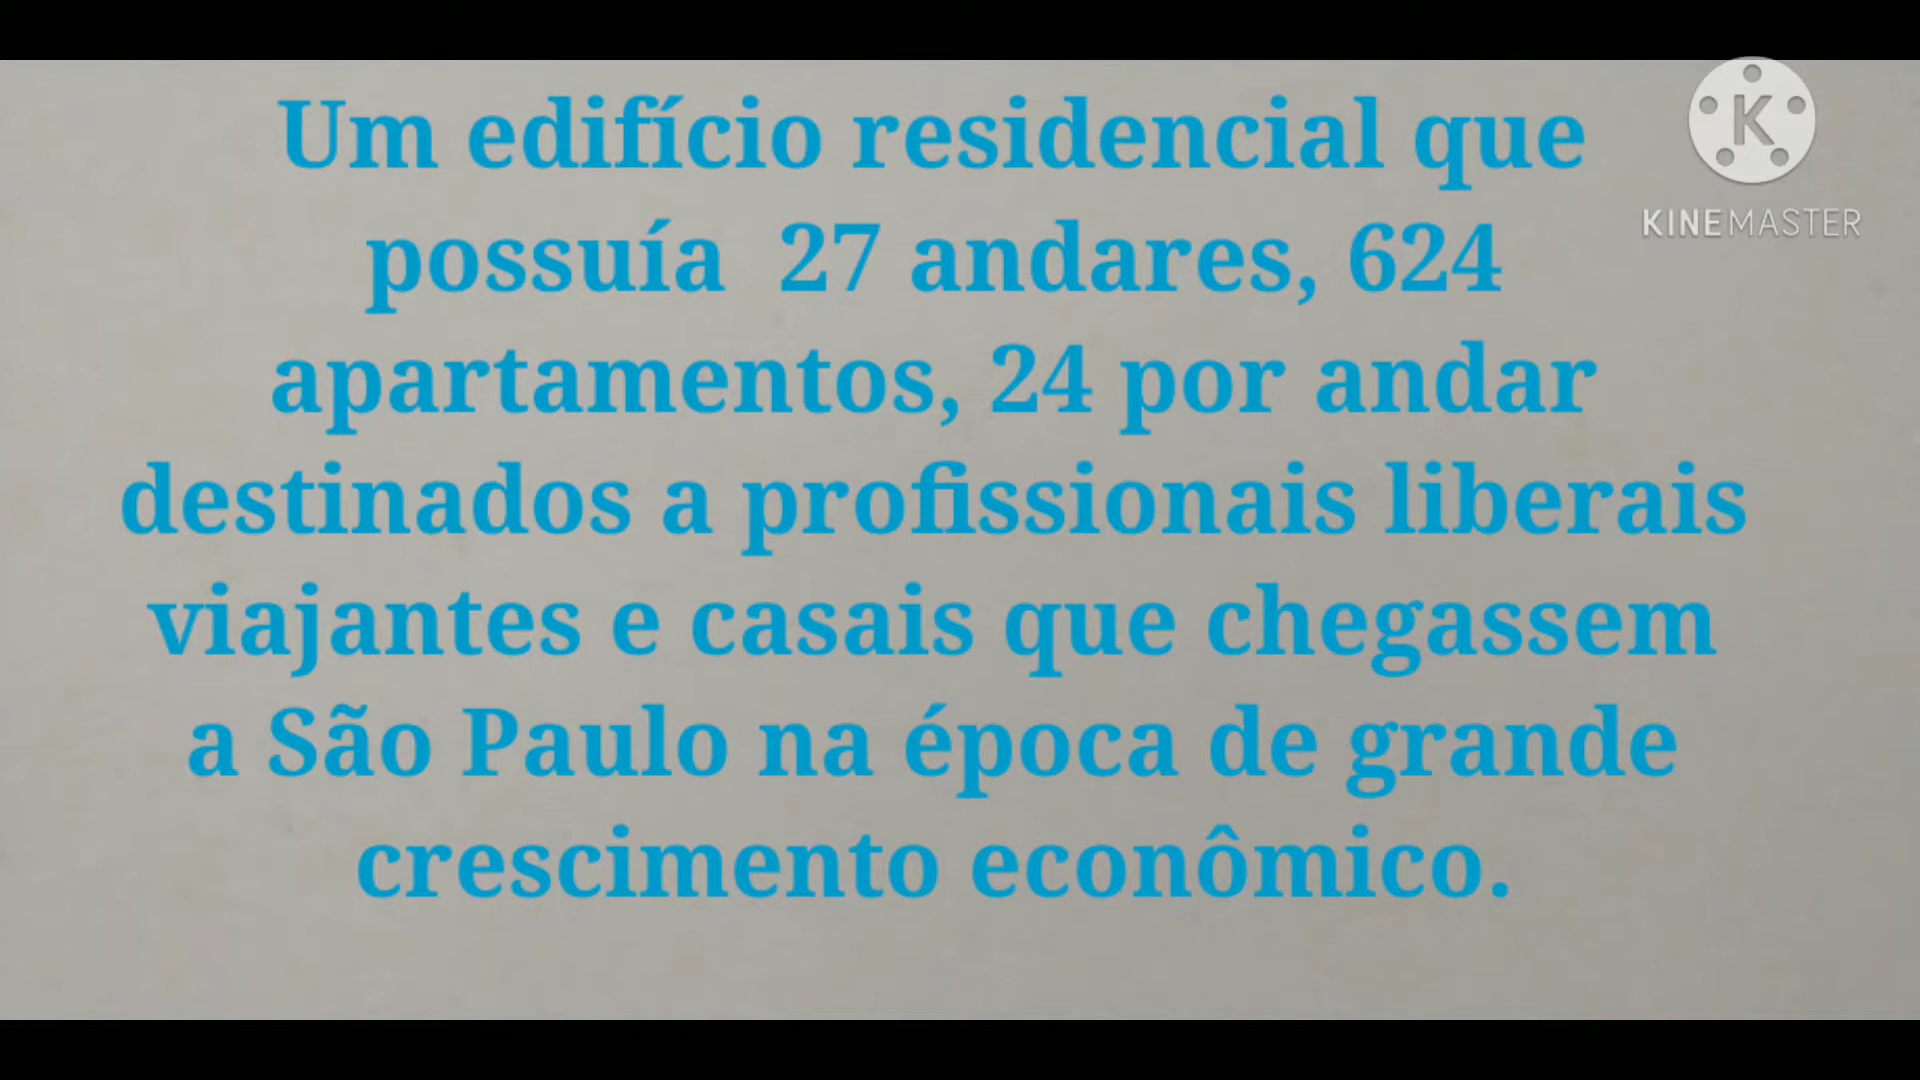 Um edifício residencial que
possuía  27 andares, 624
apartamentos, 24 por andar
destinados a profissionais liberais
viajantes e casais que chegassem
a São Paulo na época de grande
crescimento econômico.
K
KINEMASTER